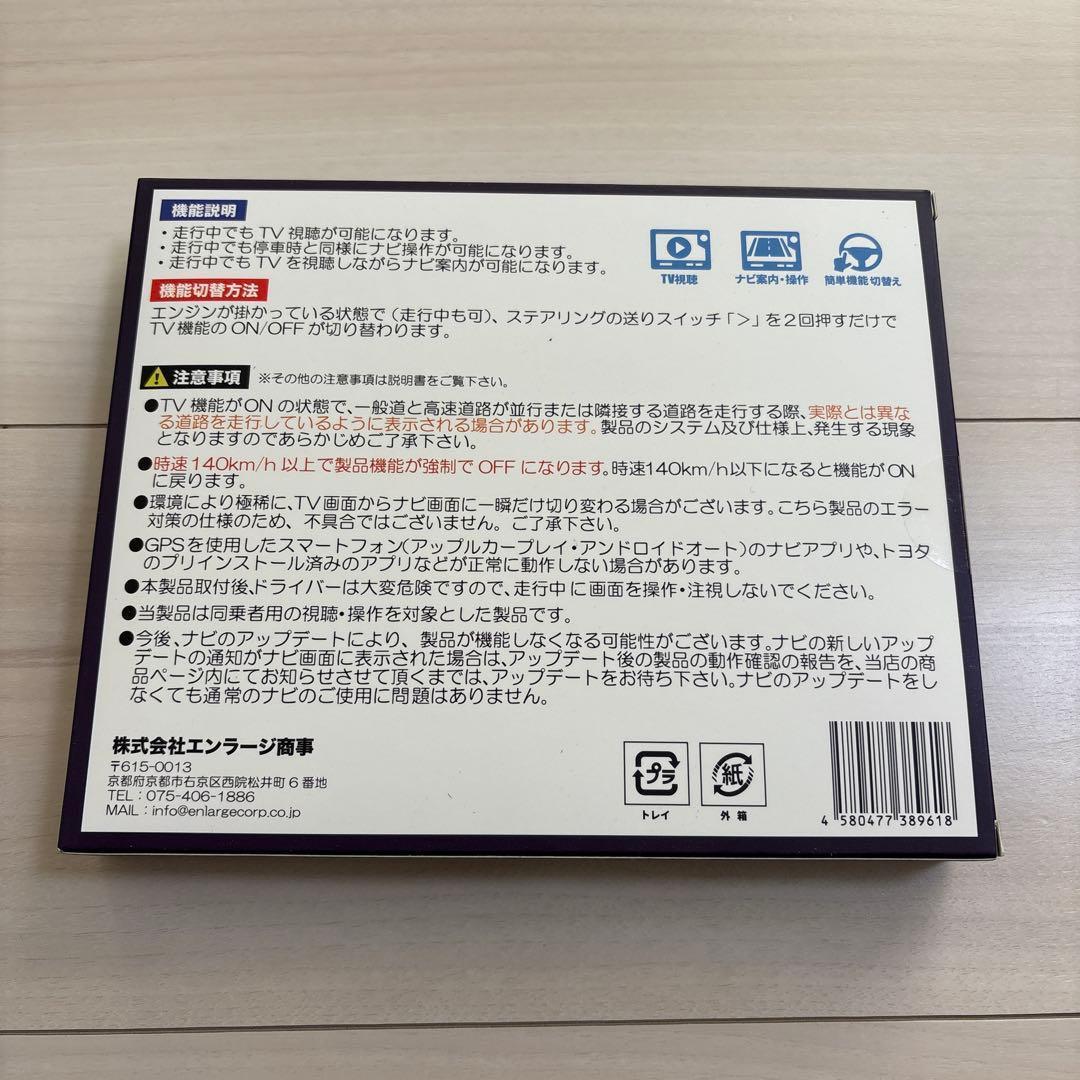 機能説明
・走行中でも TV 視聴が可能になります。
・走行中でも停車時と同様にナビ操作が可能になります。
・走行中でも TV を視聴しながらナビ案内が可能になります。
TV視聴
ナビ案内・操作
簡単機能 切替え
機能切替方法
エンジンが掛かっている状態で（走行中も可）、ステアリングの送りスイッチ「＞」を２回押すだけで
TV 機能の ON/OFF が切り替わります。
注意事項 ※その他の注意事項は説明書をご覧下さい。
●TV 機能がON の状態で、一般道と高速道路が並行または隣接する道路を走行する際、実際とは異な
る道路を走行しているように表示される場合があります。製品のシステム及び仕様上、発生する現象
となりますのであらかじめご了承下さい。
●時速140km/h 以上で製品機能が強制で OFF になります。時速140km/h以下になると機能がON
に戻ります。
●環境により極稀に、TV 画面からナビ画面に一瞬だけ切り変わる場合がございます。こちら製品のエラー
対策の仕様のため、不具合ではございません。ご了承下さい。
●GPSを使用したスマートフォン（アップルカープレイ・アンドロイドオート）のナビアプリや、トヨタ
のプリインストール済みのアプリなどが正常に動作しない場合があります。
●本製品取付後、ドライバーは大変危険ですので、走行中に画面を操作・注視しないでください。
●当製品は同乗者用の視聴・操作を対象とした製品です。
●今後、ナビのアップデートにより、製品が機能しなくなる可能性がございます。ナビの新しいアップ
デートの通知がナビ画面に表示された場合は、アップデート後の製品の動作確認の報告を、当店の商
品ページ内にてお知らせさせて頂くまでは、アップデートをお待ち下さい。ナビのアップデートをし
なくても通常のナビのご使用に問題はありません。
株式会社エンラージ商事
〒615-0013
京都府京都市右京区西院松井町 6 番地
TEL：075-406-1886
MAIL：info@enlargecorp.co.jp
プラ
トレイ
紙
外箱
4 580477 389618